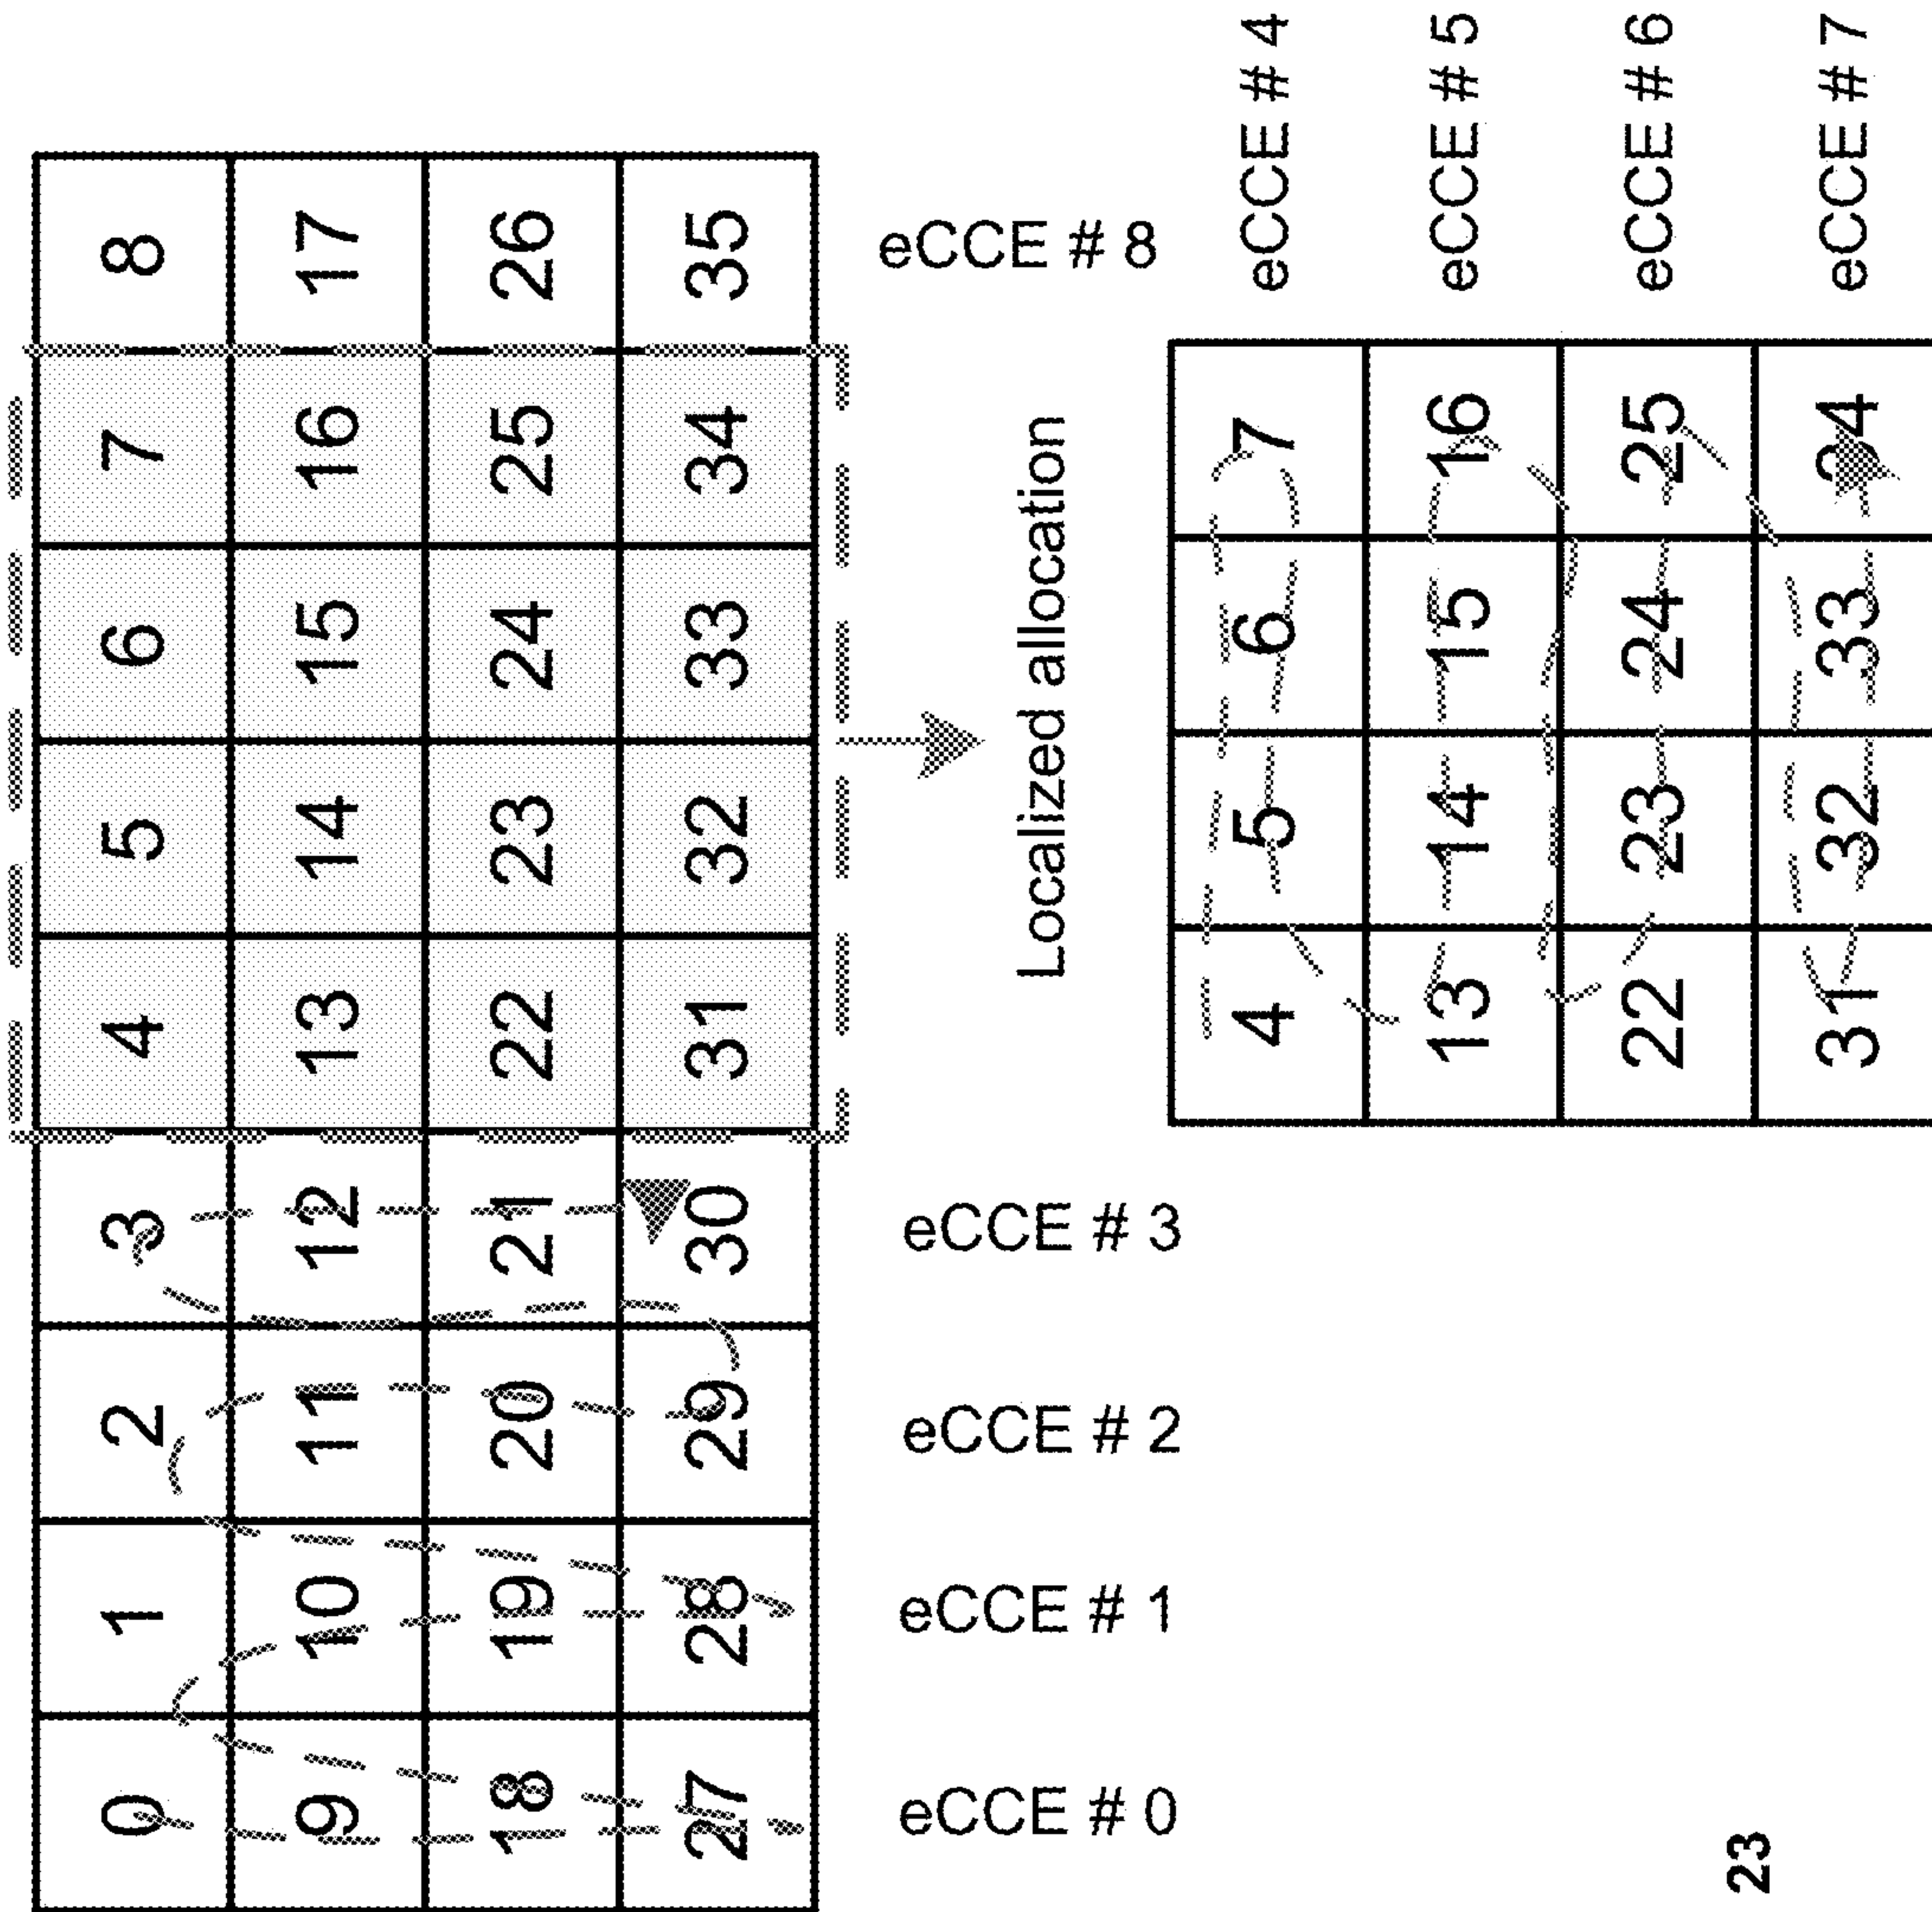 0 1 2 3 4 5 6 7 8
9 10 11 12 13 14 15 16 17
18 19 20 21 22 23 24 25 26
27 28 29 30 31 32 33 34 35
eCCE # 0
eCCE # 1
eCCE # 2
eCCE # 3
eCCE # 8
Localized allocation
4 5 6 7 eCCE # 4
13 14 15 16 eCCE # 5
22 23 24 25 eCCE # 6
31 32 33 34 eCCE # 7
23